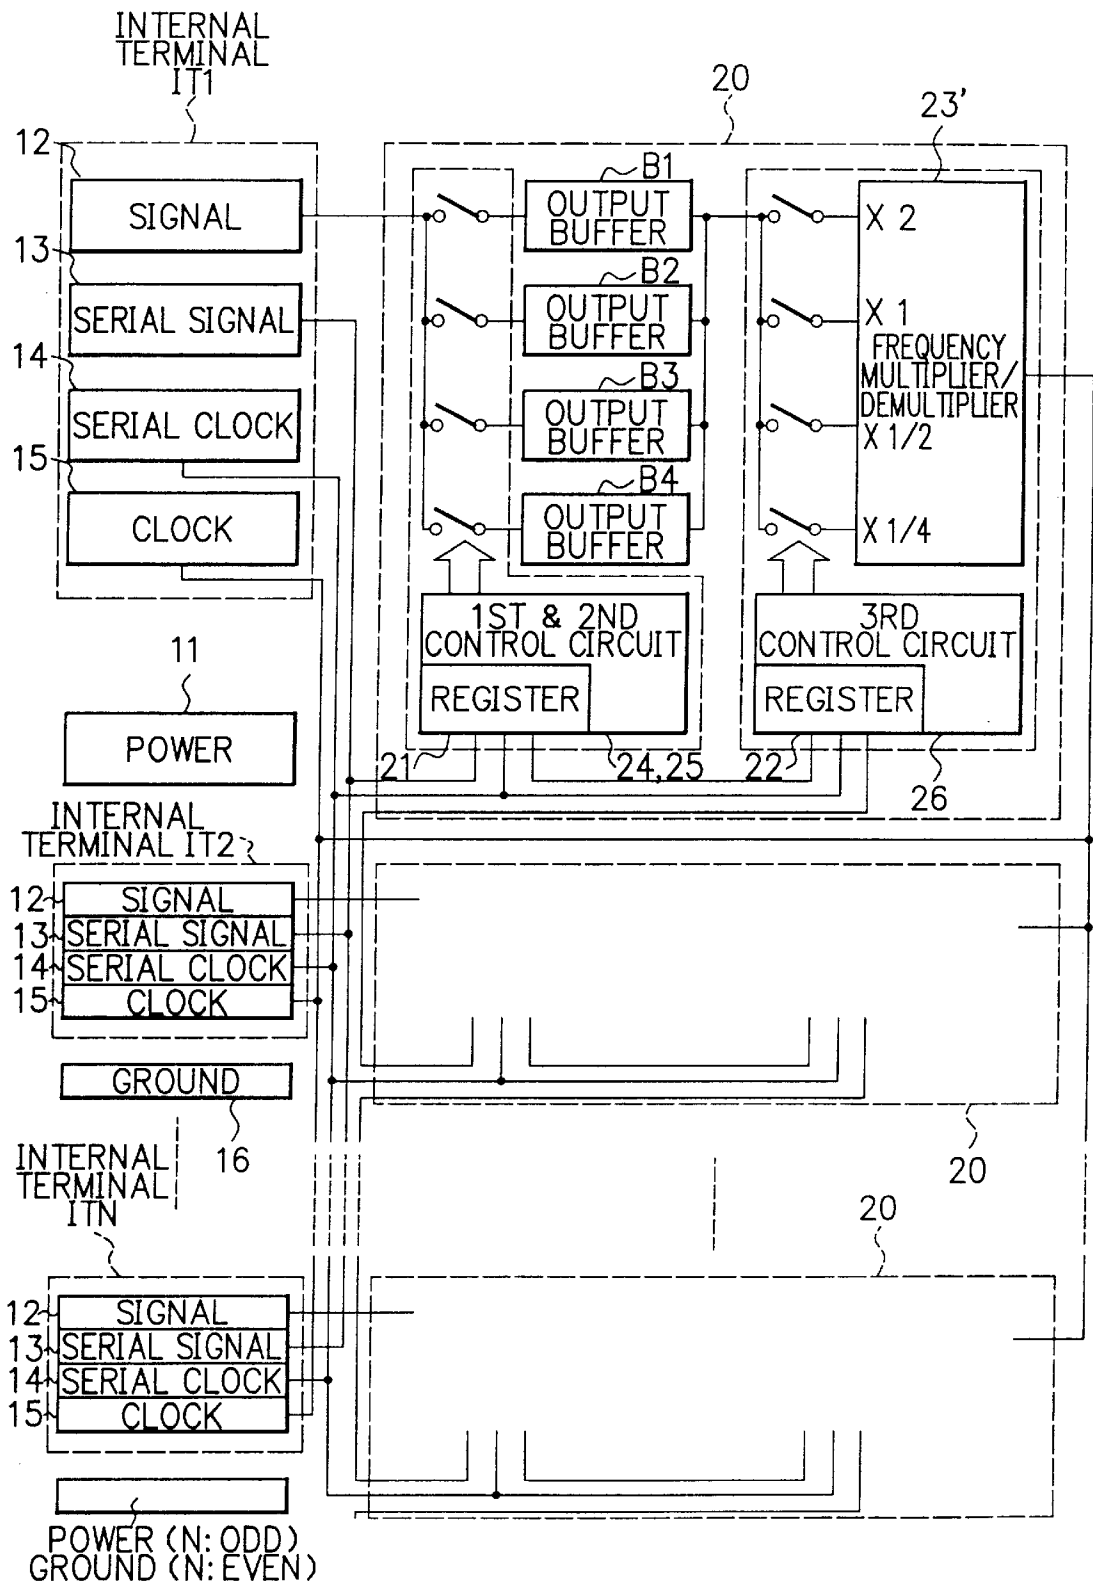 INTERNAL
TERMINAL
IT1
12
SIGNAL
13
SERIAL SIGNAL
14
SERIAL CLOCK
15
CLOCK
20
23'
B1
OUTPUT
BUFFER
B2
OUTPUT
BUFFER
B3
OUTPUT
BUFFER
B4
OUTPUT
BUFFER
X 2
X 1
FREQUENCY
MULTIPLIER/
DEMULTIPLIER
X 1/2
X 1/4
1ST & 2ND
CONTROL CIRCUIT
REGISTER
3RD
CONTROL CIRCUIT
REGISTER
21
24,25
22
26
11
POWER
INTERNAL
TERMINAL IT2
12
SIGNAL
13
SERIAL SIGNAL
14
SERIAL CLOCK
15
CLOCK
GROUND
16
20
INTERNAL
TERMINAL
ITN
20
12
SIGNAL
13
SERIAL SIGNAL
14
SERIAL CLOCK
15
CLOCK
POWER (N: ODD)
GROUND (N: EVEN)